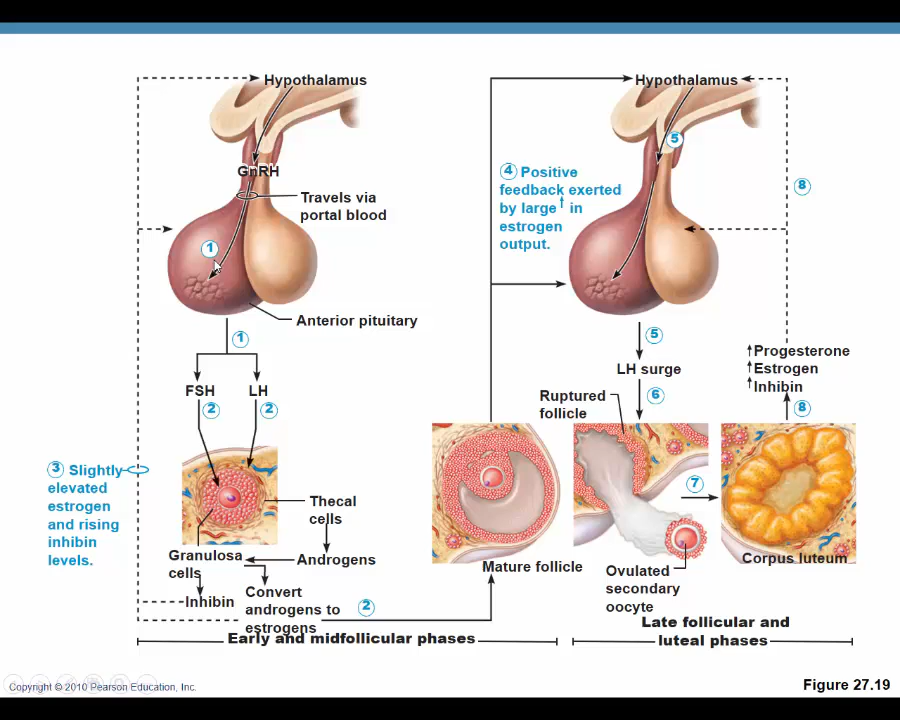 Hypothalamus
GnRH
Travels via
portal blood
1
Anterior pituitary
1
FSH
LH
2
2
3 Slightly
elevated
estrogen
and rising
inhibin
levels.
Thecal
cells
Granulosa
cells
Androgens
Inhibin
Convert
androgens to
estrogens
2
Early and midfollicular phases
Hypothalamus
4 Positive
feedback exerted
by large ↑ in
estrogen
output.
5
8
5
LH surge
6
Ruptured
follicle
↑Progesterone
↑Estrogen
↑Inhibin
8
7
Mature follicle
Ovulated
secondary
oocyte
Corpus luteum
Late follicular and
luteal phases
Copyright © 2010 Pearson Education, Inc.
Figure 27.19